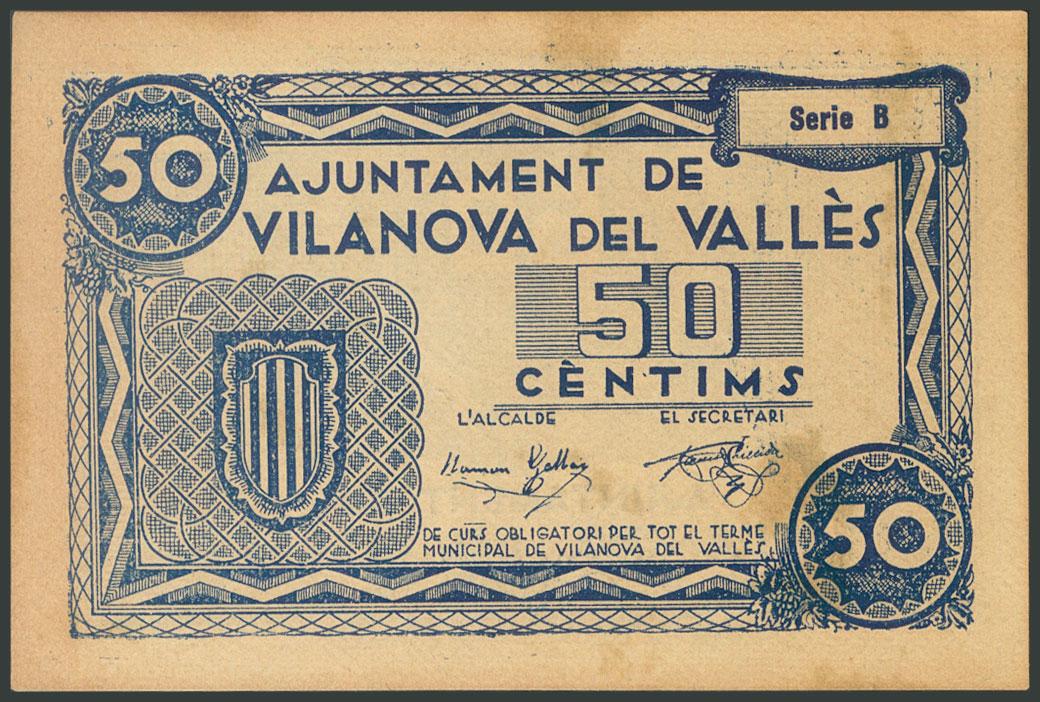 50
Serie B
AJUNTAMENT DE
VILANOVA DEL VALLÈS
50
CÈNTIMS
L'ALCALDE EL SECRETARI
DE CURS OBLIGATORI PER TOT EL TERME
MUNICIPAL DE VILANOVA DEL VALLÈS.
50